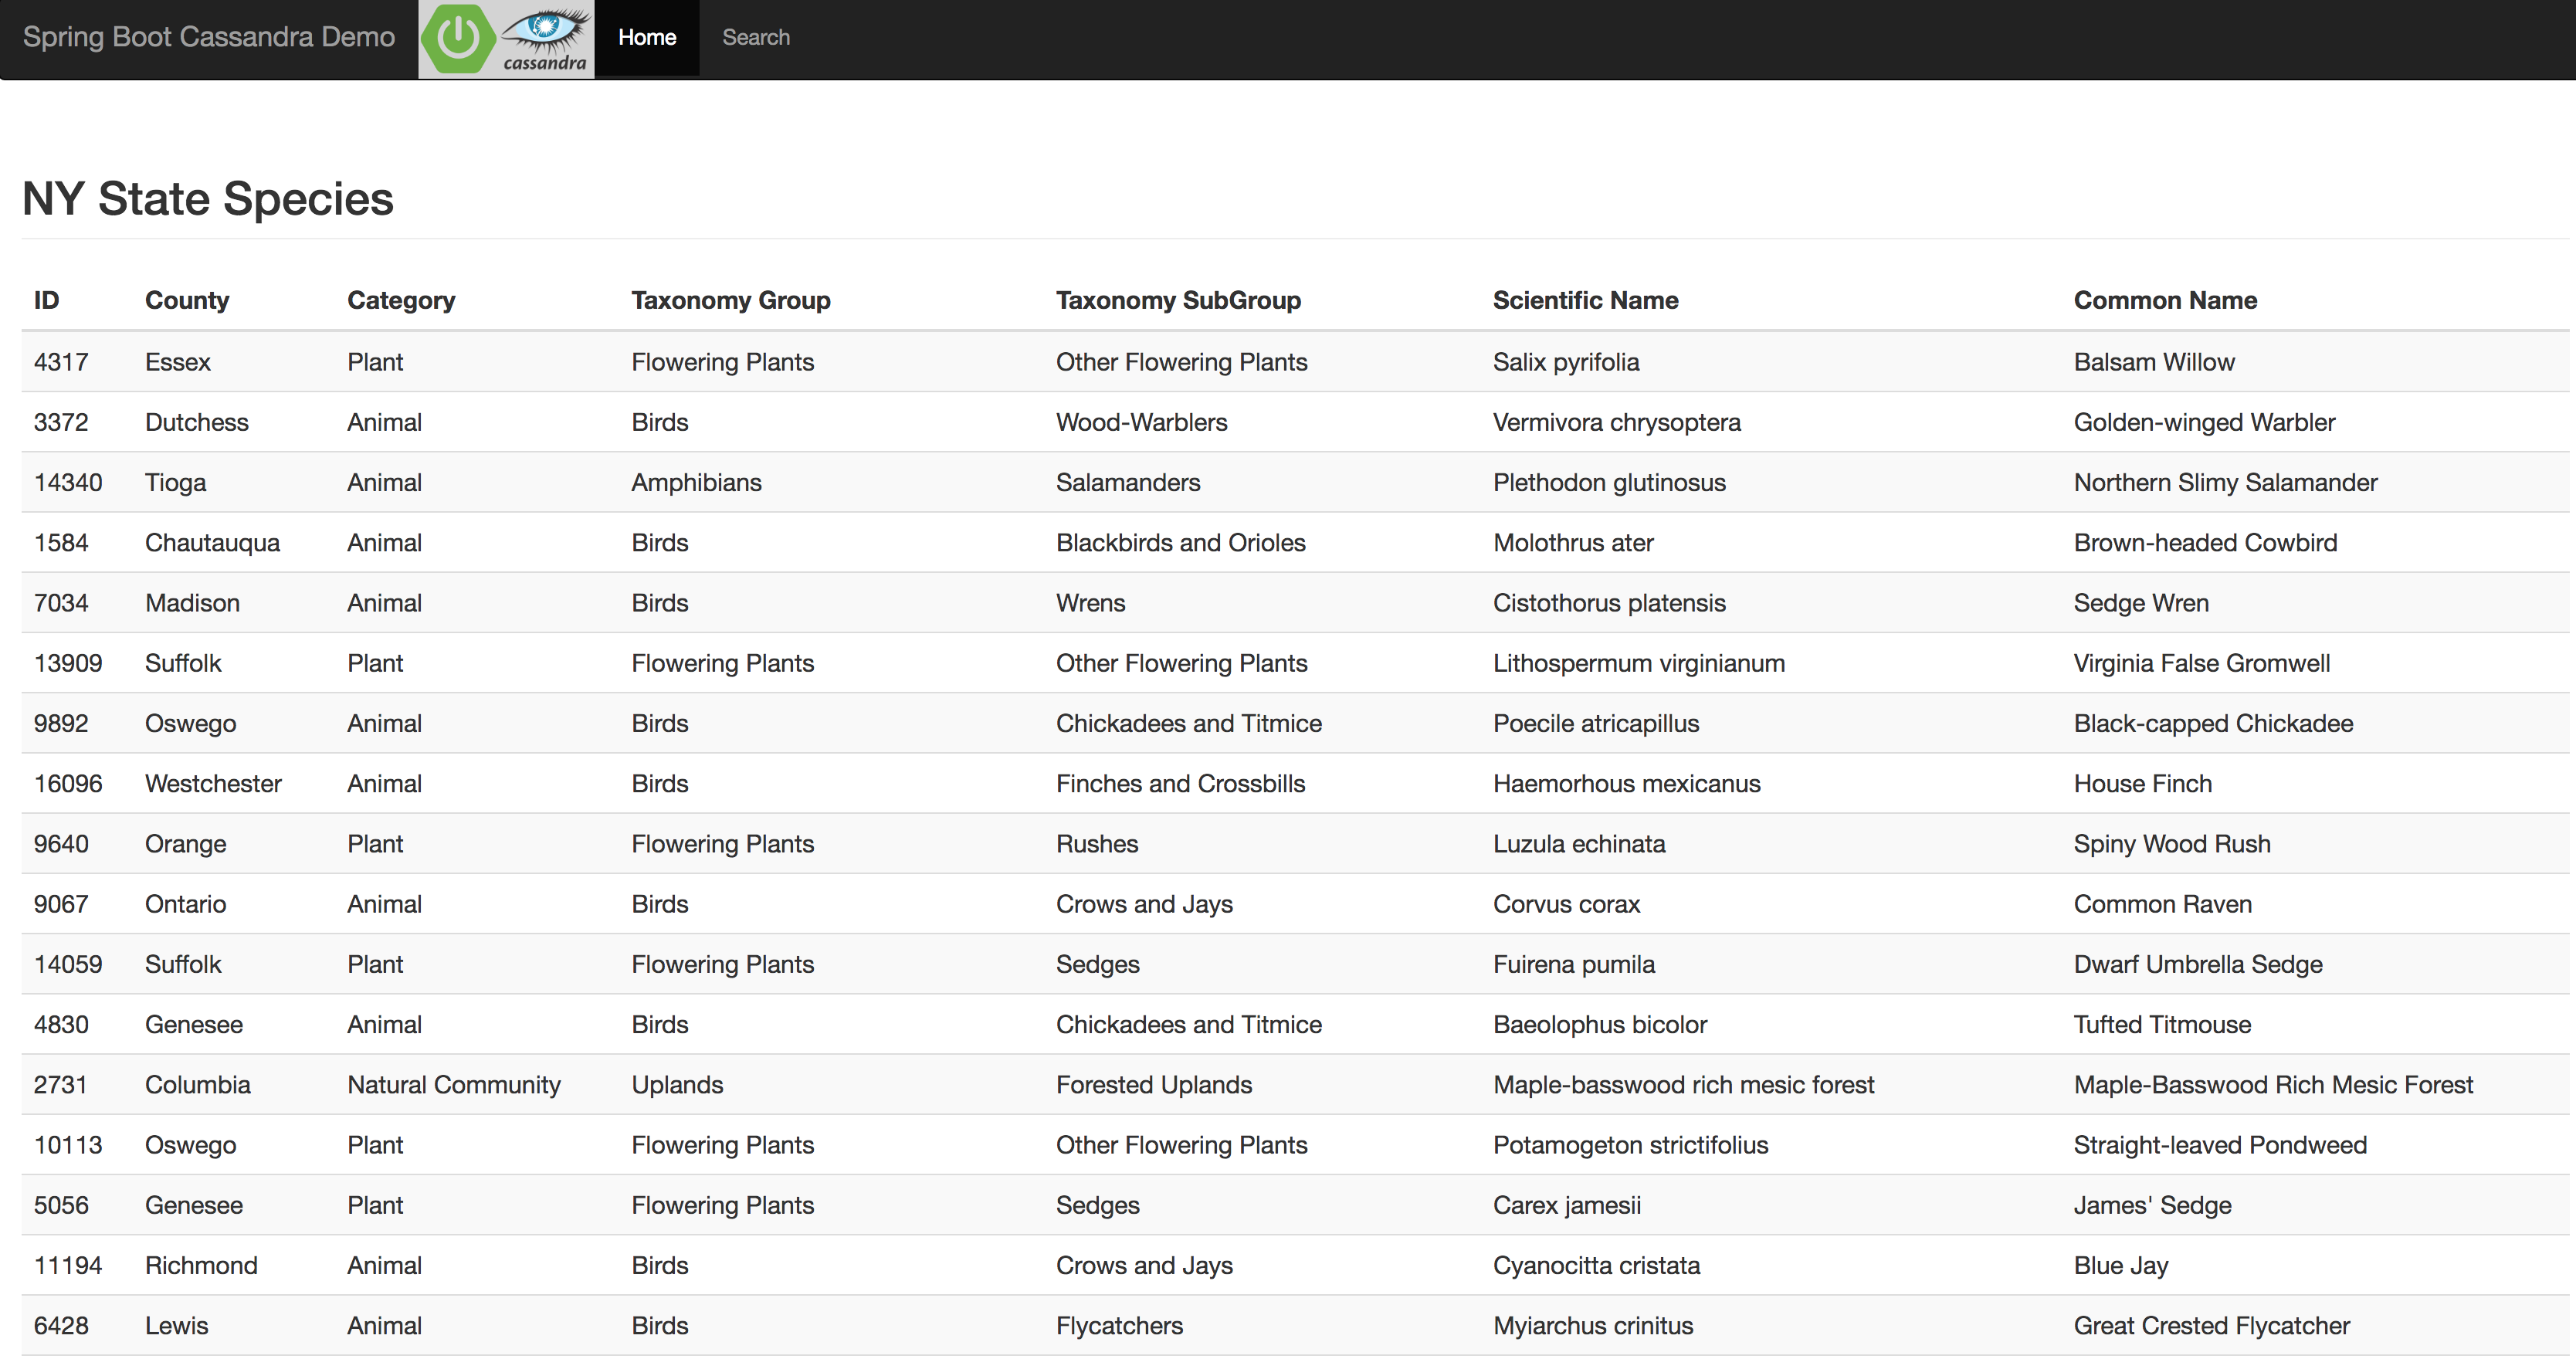 Spring Boot Cassandra Demo cassandra Home Search
NY State Species
ID County Category Taxonomy Group Taxonomy SubGroup Scientific Name Common Name
4317 Essex Plant Flowering Plants Other Flowering Plants Salix pyrifolia Balsam Willow
3372 Dutchess Animal Birds Wood-Warblers Vermivora chrysoptera Golden-winged Warbler
14340 Tioga Animal Amphibians Salamanders Plethodon glutinosus Northern Slimy Salamander
1584 Chautauqua Animal Birds Blackbirds and Orioles Molothrus ater Brown-headed Cowbird
7034 Madison Animal Birds Wrens Cistothorus platensis Sedge Wren
13909 Suffolk Plant Flowering Plants Other Flowering Plants Lithospermum virginianum Virginia False Gromwell
9892 Oswego Animal Birds Chickadees and Titmice Poecile atricapillus Black-capped Chickadee
16096 Westchester Animal Birds Finches and Crossbills Haemorhous mexicanus House Finch
9640 Orange Plant Flowering Plants Rushes Luzula echinata Spiny Wood Rush
9067 Ontario Animal Birds Crows and Jays Corvus corax Common Raven
14059 Suffolk Plant Flowering Plants Sedges Fuirena pumila Dwarf Umbrella Sedge
4830 Genesee Animal Birds Chickadees and Titmice Baeolophus bicolor Tufted Titmouse
2731 Columbia Natural Community Uplands Forested Uplands Maple-basswood rich mesic forest Maple-Basswood Rich Mesic Forest
10113 Oswego Plant Flowering Plants Other Flowering Plants Potamogeton strictifolius Straight-leaved Pondweed
5056 Genesee Plant Flowering Plants Sedges Carex jamesii James' Sedge
11194 Richmond Animal Birds Crows and Jays Cyanocitta cristata Blue Jay
6428 Lewis Animal Birds Flycatchers Myiarchus crinitus Great Crested Flycatcher